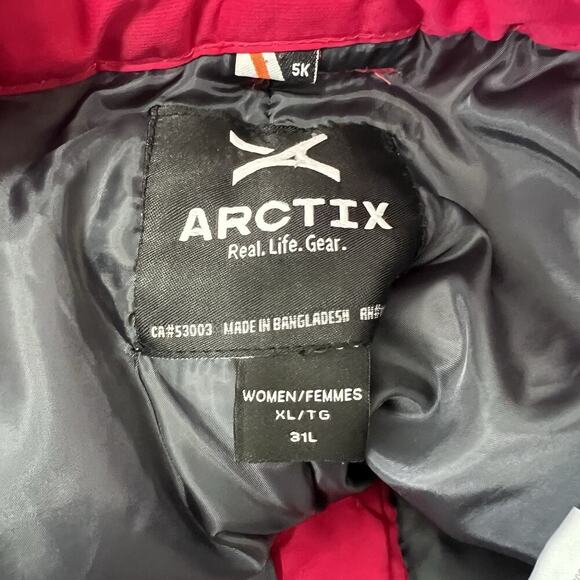 5K
ARCTIX
Real. Life. Gear.
CA#53003 MADE IN BANGLADESH
WOMEN/FEMMES
XL/TG
31L